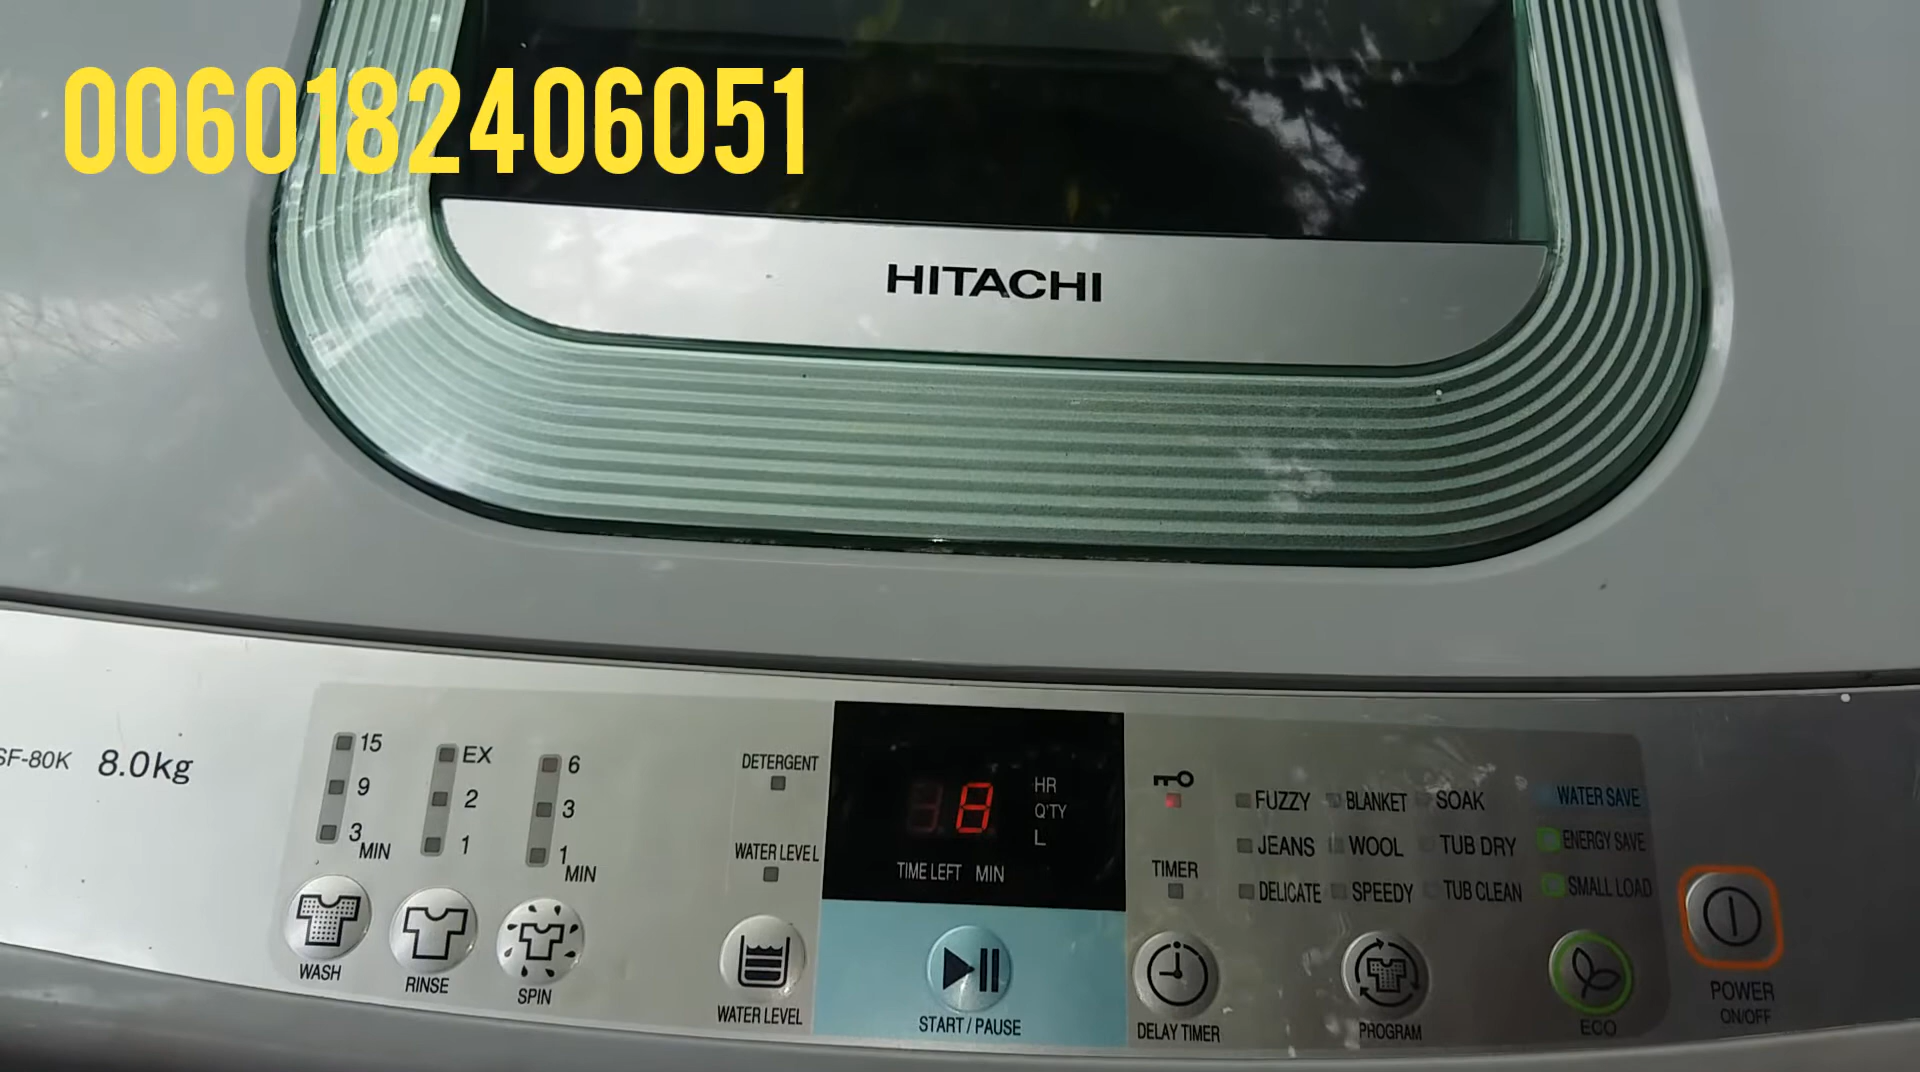 0060182406051
HITACHI
SF-80K 8.0kg
15
9
3
MIN
WASH
EX
2
1
RINSE
6
3
1
MIN
SPIN
DETERGENT
WATER LEVEL
WATER LEVEL
8
HR
Q'TY
L
TIME LEFT MIN
START / PAUSE
TIMER
DELAY TIMER
FUZZY BLANKET SOAK
JEANS WOOL TUB DRY
DELICATE SPEEDY TUB CLEAN
PROGRAM
WATER SAVE
ENERGY SAVE
SMALL LOAD
ECO
POWER
ON/OFF